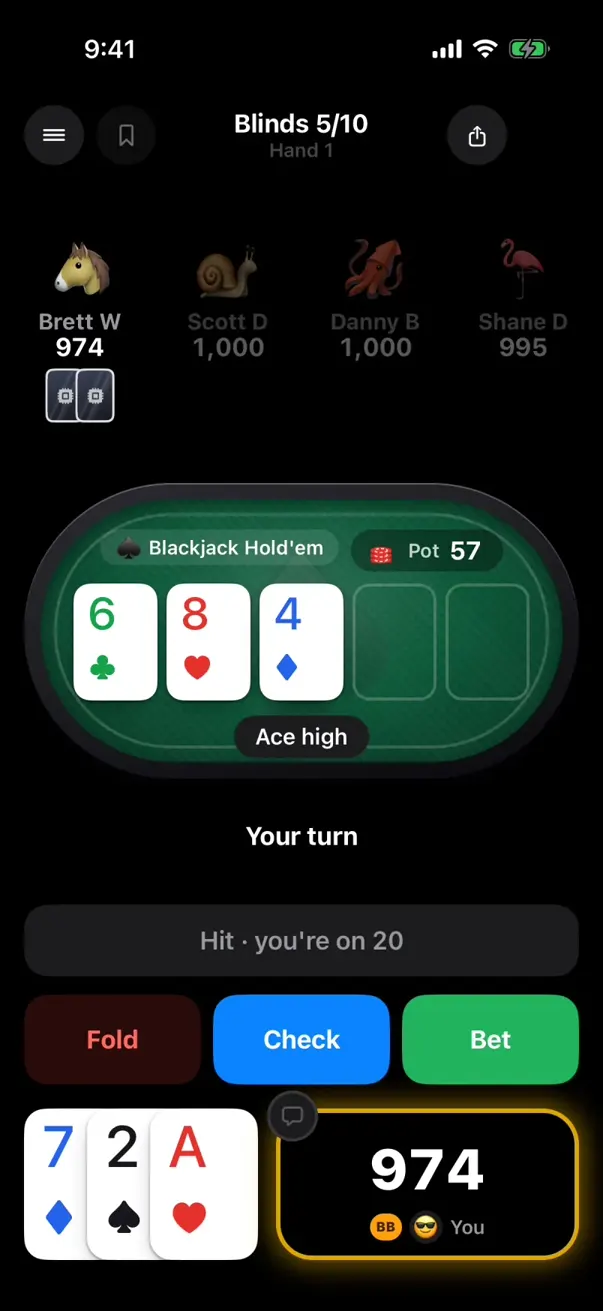 9:41
Blinds 5/10
Hand 1
Brett W
974
Scott D
1,000
Danny B
1,000
Shane D
995
Blackjack Hold'em
Pot 57
6
8
4
Ace high
Your turn
Hit · you're on 20
Fold
Check
Bet
7
2
A
974
BB
You